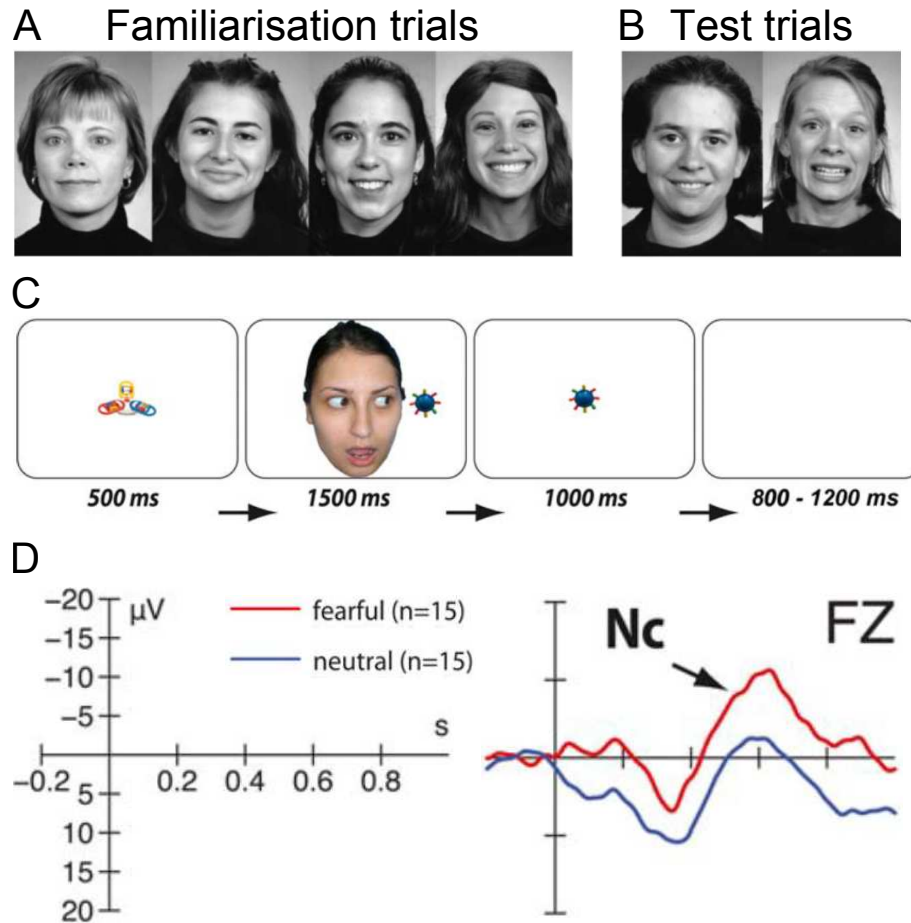 A Familiarisation trials
B Test trials
C
500 ms
1500 ms
1000 ms
800 - 1200 ms
D
−20
−15
−10
−5
5
10
15
20
µV
s
−0.2
0.2
0.4
0.6
0.8
fearful (n=15)
neutral (n=15)
Nc
FZ